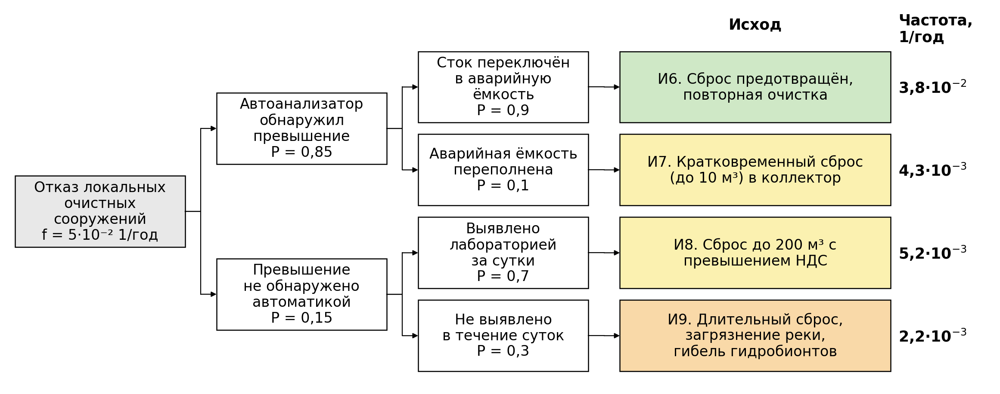 Исход
Частота,
1/год
Отказ локальных
очистных
сооружений
f = 5·10⁻² 1/год
Автоанализатор
обнаружил
превышение
P = 0,85
Превышение
не обнаружено
автоматикой
P = 0,15
Сток переключён
в аварийную
ёмкость
P = 0,9
И6. Сброс предотвращён,
повторная очистка
3,8·10⁻²
Аварийная ёмкость
переполнена
P = 0,1
И7. Кратковременный сброс
(до 10 м³) в коллектор
4,3·10⁻³
Выявлено
лабораторией
за сутки
P = 0,7
И8. Сброс до 200 м³ с
превышением НДС
5,2·10⁻³
Не выявлено
в течение суток
P = 0,3
И9. Длительный сброс,
загрязнение реки,
гибель гидробионтов
2,2·10⁻³